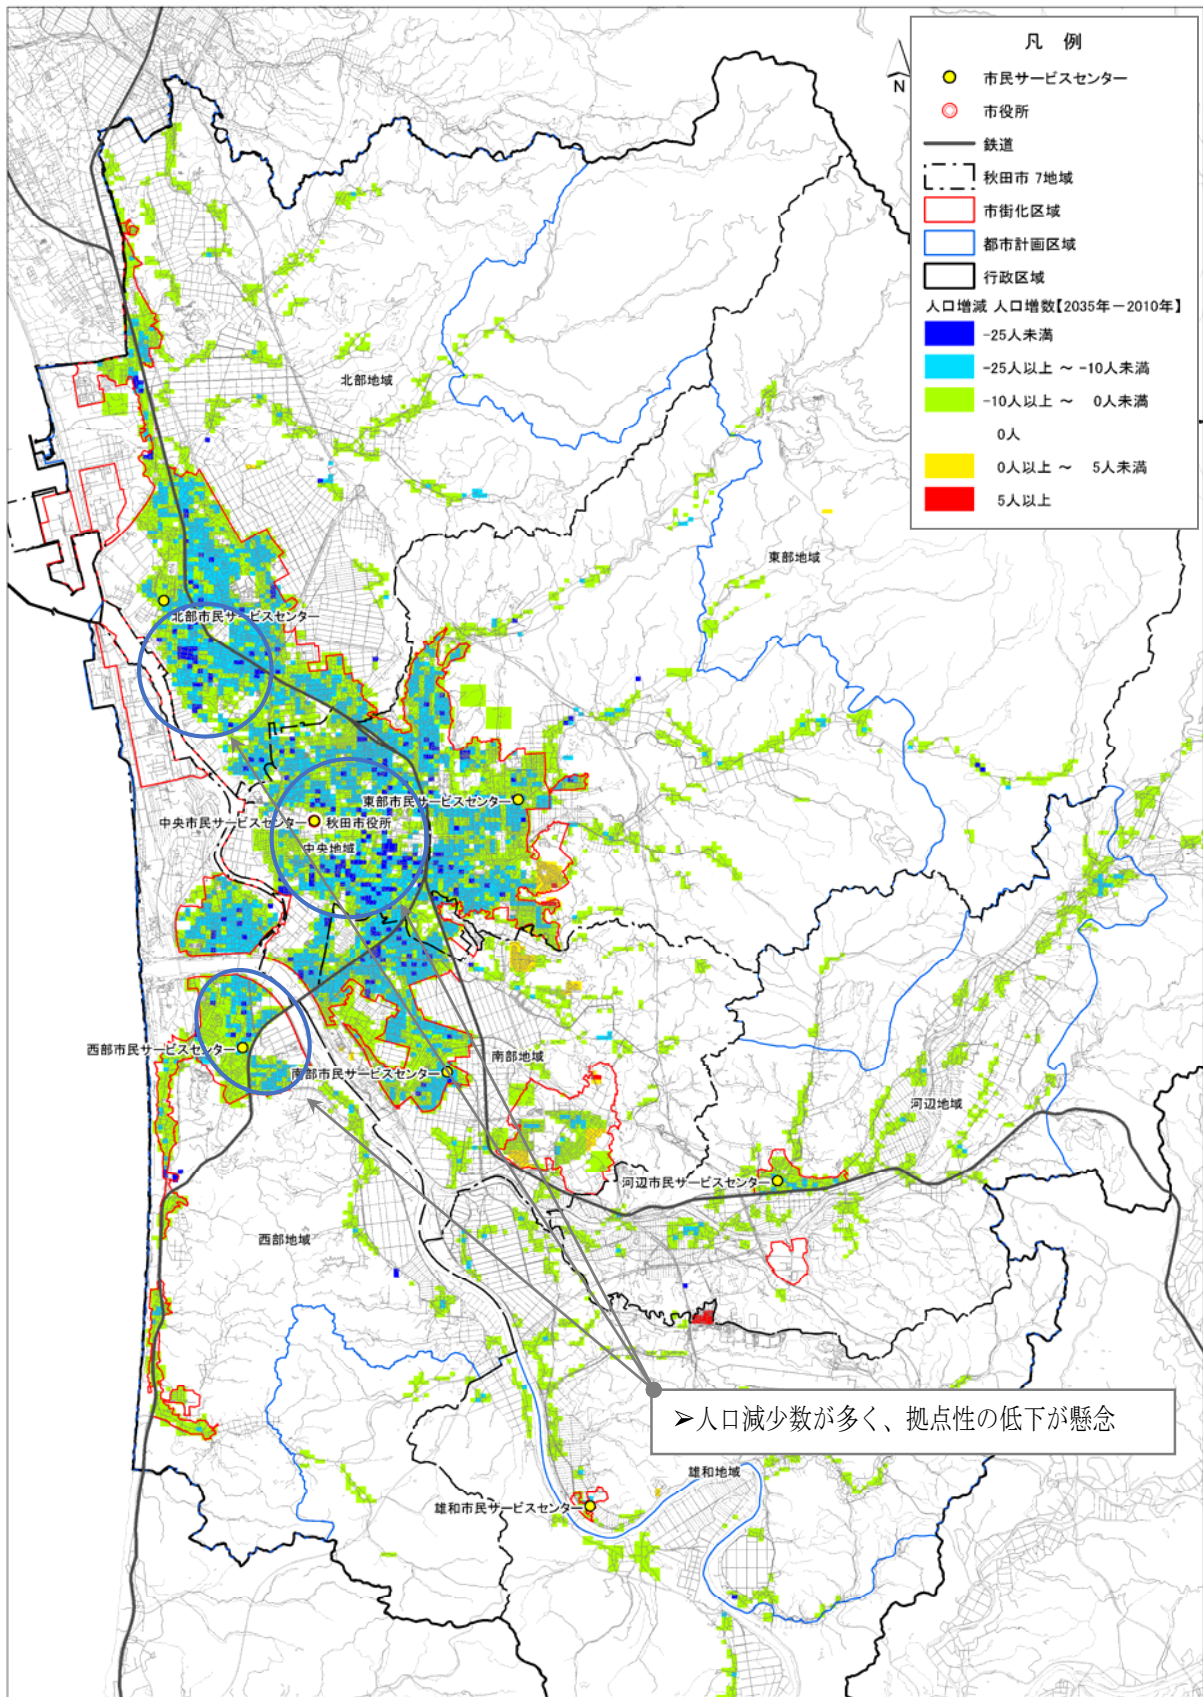 凡 例
市民サービスセンター
市役所
鉄道
秋田市 7地域
市街化区域
都市計画区域
行政区域
人口増減 人口増数【2035年－2010年】
-25人未満
-25人以上 ～ -10人未満
-10人以上 ～ 0人未満
0人
0人以上 ～ 5人未満
5人以上
N
北部地域
東部地域
北部市民サービスセンター
東部市民サービスセンター
中央市民サービスセンター
秋田市役所
中央地域
西部市民サービスセンター
南部地域
南部市民サービスセンター
河辺地域
河辺市民サービスセンター
西部地域
➢人口減少数が多く、拠点性の低下が懸念
雄和地域
雄和市民サービスセンター